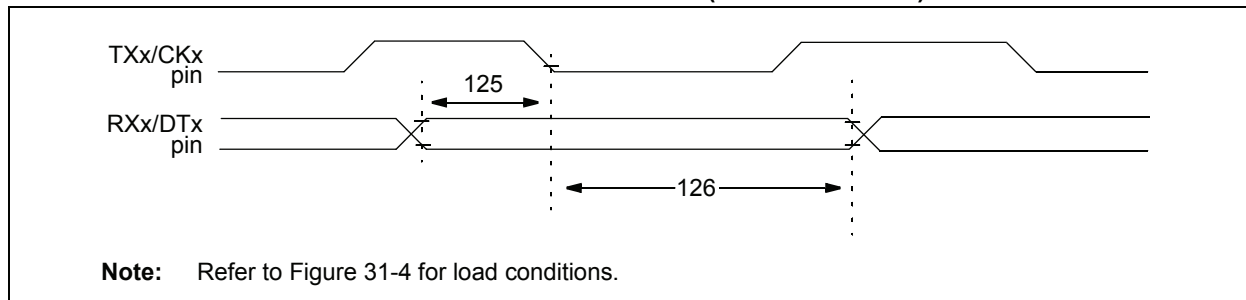 TXx/CKx
pin
125
RXx/DTx
pin
126
Note: Refer to Figure 31-4 for load conditions.